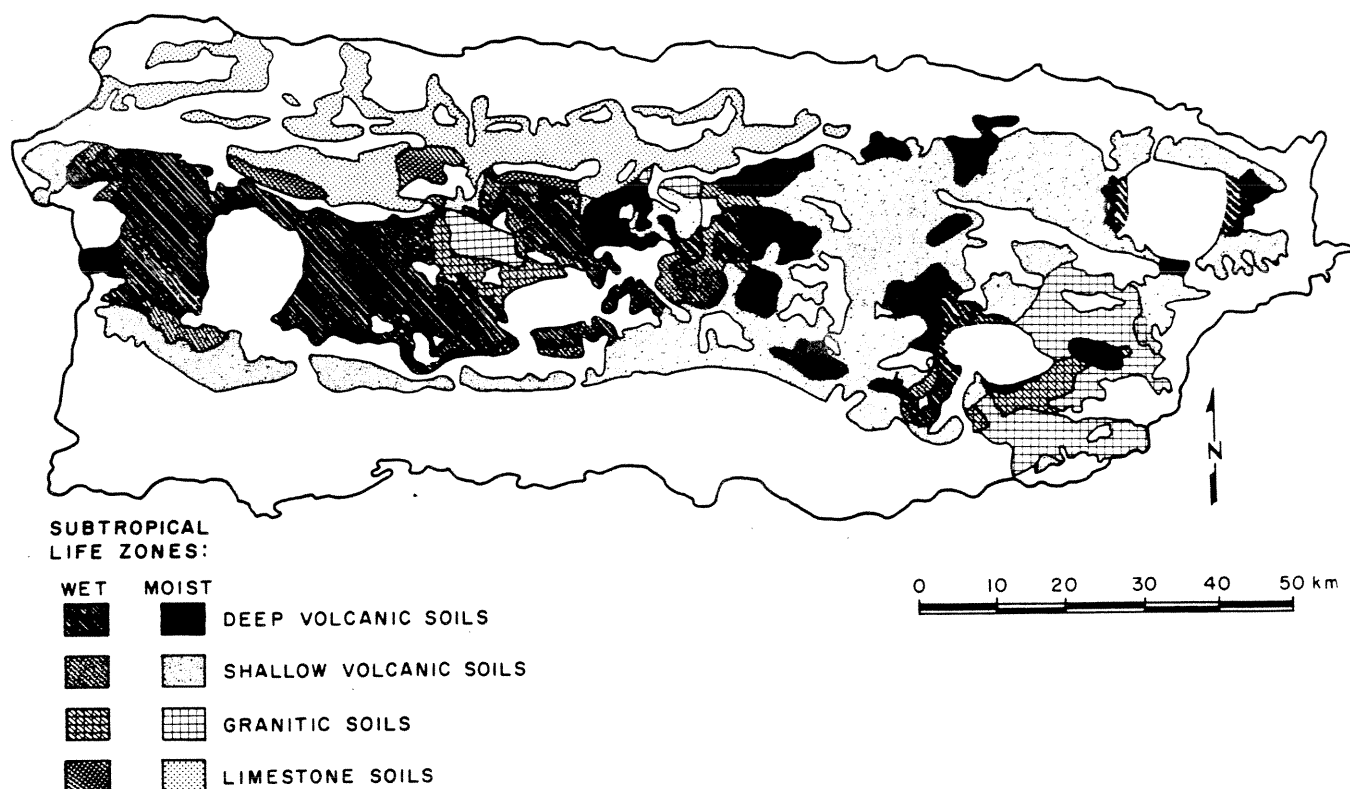 N
SUBTROPICAL
LIFE ZONES:
WET MOIST
DEEP VOLCANIC SOILS
SHALLOW VOLCANIC SOILS
GRANITIC SOILS
LIMESTONE SOILS
0 10 20 30 40 50 km